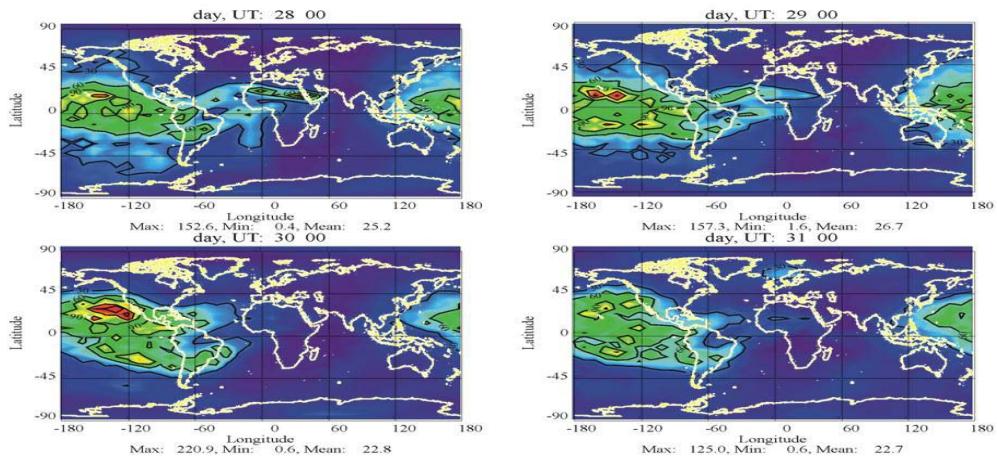 day, UT: 28 00
90
45
0
-45
-90
Latitude
-180 -120 -60 0 60 120 180
Longitude
Max: 152.6, Min: 0.4, Mean: 25.2
day, UT: 29 00
90
45
0
-45
-90
Latitude
-180 -120 -60 0 60 120 180
Longitude
Max: 157.3, Min: 1.6, Mean: 26.7
day, UT: 30 00
90
45
0
-45
-90
Latitude
-180 -120 -60 0 60 120 180
Longitude
Max: 220.9, Min: 0.6, Mean: 22.8
day, UT: 31 00
90
45
0
-45
-90
Latitude
-180 -120 -60 0 60 120 180
Longitude
Max: 125.0, Min: 0.6, Mean: 22.7